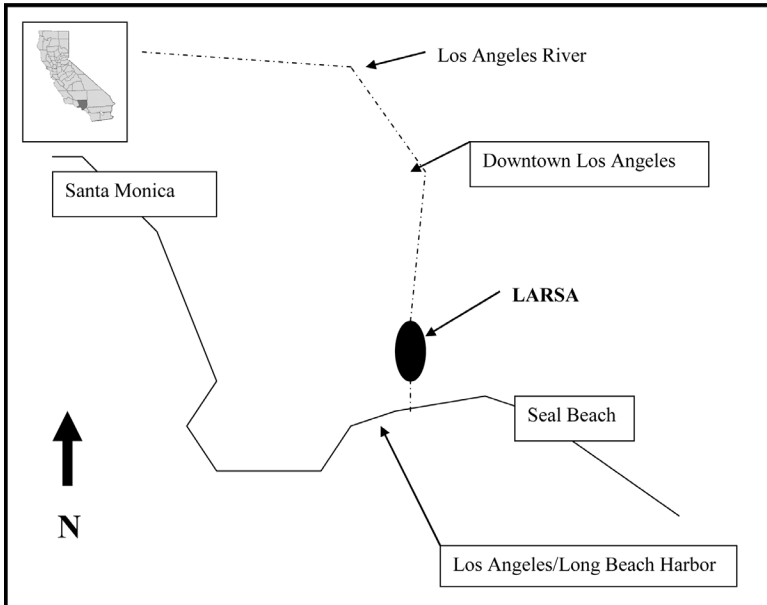 Los Angeles River
Downtown Los Angeles
Santa Monica
LARSA
Seal Beach
N
Los Angeles/Long Beach Harbor